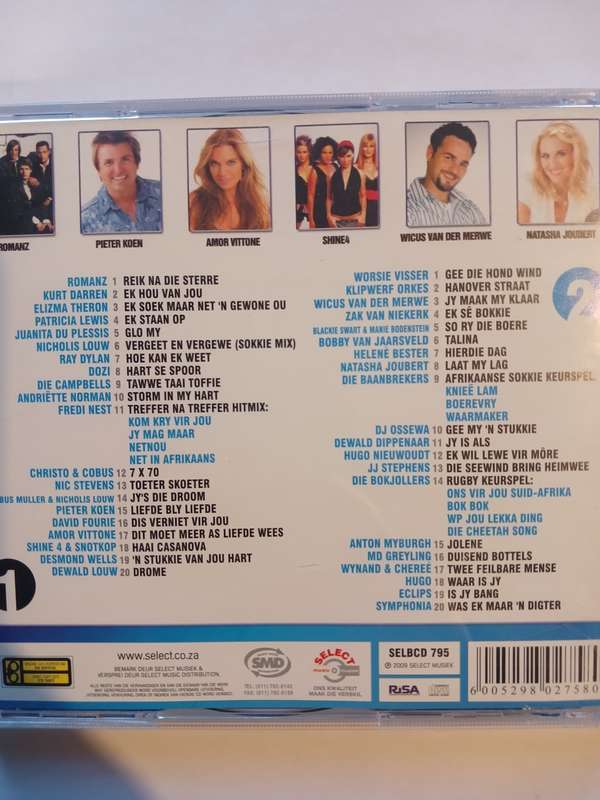 ROMANZ
PIETER KOEN
AMOR VITTONE
SHINE4
WICUS VAN DER MERWE
NATASHA JOUBERT
ROMANZ 1 REIK NA DIE STERRE
KURT DARREN 2 EK HOU VAN JOU
ELIZMA THERON 3 EK SOEK MAAR NET 'N GEWONE OU
PATRICIA LEWIS 4 EK STAAN OP
JUANITA DU PLESSIS 5 GLO MY
NICHOLIS LOUW 6 VERGEET EN VERGEWE (SOKKIE MIX)
RAY DYLAN 7 HOE KAN EK WEET
DOZI 8 HART SE SPOOR
DIE CAMPBELLS 9 TAWWE TAAI TOFFIE
ANDRIËTTE NORMAN 10 STORM IN MY HART
FREDI NEST 11 TREFFER NA TREFFER HITMIX:
KOM KRY VIR JOU
JY MAG MAAR
NETNOU
NET IN AFRIKAANS
CHRISTO & COBUS 12 7 X 70
NIC STEVENS 13 TOETER SKOETER
BUS MULLER & NICHOLIS LOUW 14 JY'S DIE DROOM
PIETER KOEN 15 LIEFDE BLY LIEFDE
DAVID FOURIE 16 DIS VERNIET VIR JOU
AMOR VITTONE 17 DIT MOET MEER AS LIEFDE WEES
SHINE 4 & SNOTKOP 18 HAAI CASANOVA
DESMOND WELLS 19 'N STUKKIE VAN JOU HART
DEWALD LOUW 20 DROME
1
WORSIE VISSER 1 GEE DIE HOND WIND
KLIPWERF ORKES 2 HANOVER STRAAT
WICUS VAN DER MERWE 3 JY MAAK MY KLAAR
ZAK VAN NIEKERK 4 EK SÊ BOKKIE
BLACKIE SWART & MANIE BODENSTEIN 5 SO RY DIE BOERE
BOBBY VAN JAARSVELD 6 TALINA
HELENÉ BESTER 7 HIERDIE DAG
NATASHA JOUBERT 8 LAAT MY LAG
DIE BAANBREKERS 9 AFRIKAANSE SOKKIE KEURSPEL:
KNIEË LAM
BOEREVRY
WAARMAKER
DJ OSSEWA 10 GEE MY 'N STUKKIE
DEWALD DIPPENAAR 11 JY IS ALS
HUGO NIEUWOUDT 12 EK WIL LEWE VIR MÔRE
JJ STEPHENS 13 DIE SEEWIND BRING HEIMWEE
DIE BOKJOLLERS 14 RUGBY KEURSPEL:
ONS VIR JOU SUID-AFRIKA
BOK BOK
WP JOU LEKKA DING
DIE CHEETAH SONG
ANTON MYBURGH 15 JOLENE
MD GREYLING 16 DUISEND BOTTELS
WYNAND & CHEREÉ 17 TWEE FEILBARE MENSE
HUGO 18 WAAR IS JY
ECLIPS 19 IS JY BANG
SYMPHONIA 20 WAS EK MAAR 'N DIGTER
2
www.select.co.za
BEMARK DEUR SELECT MUSIEK &
VERSPREI DEUR SELECT MUSIC DISTRIBUTION.
SMD
SELECT
music
ONS KWALITEIT
MAAK DIE VERSKIL
SELBCD 795
℗ 2009 SELECT MUSIEK
RiSA
6 005298 027580